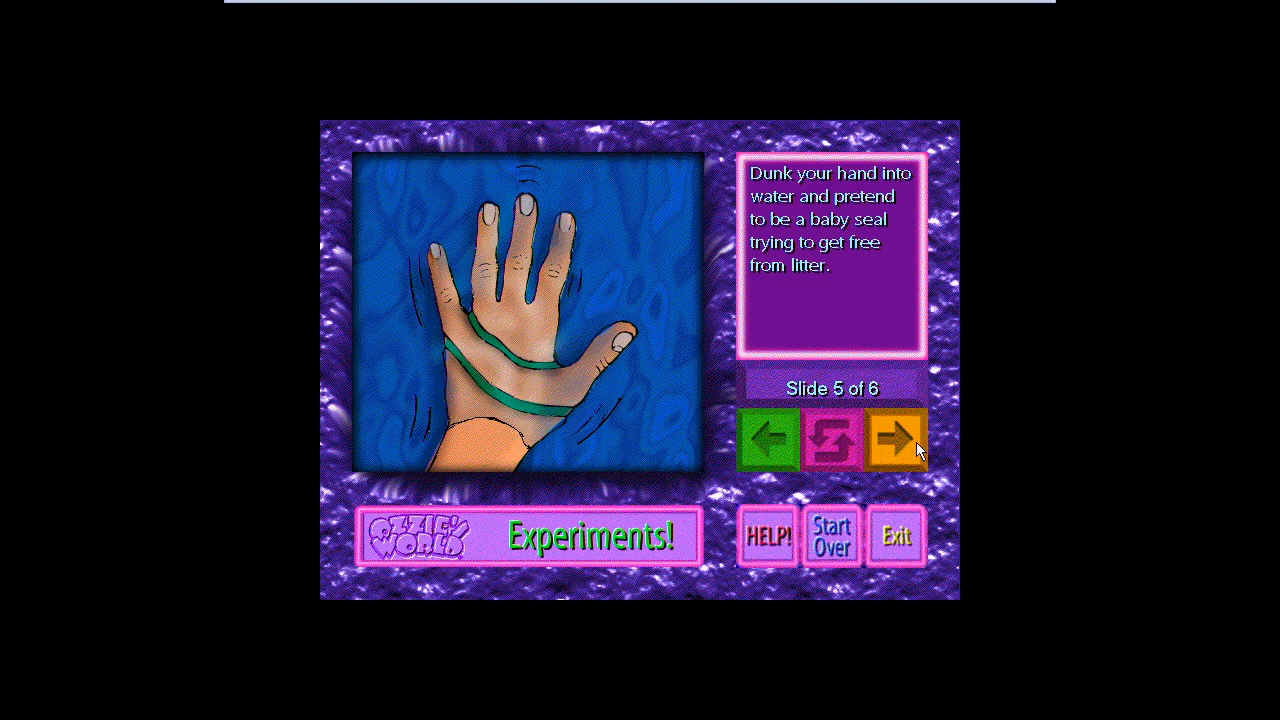 Dunk your hand into
water and pretend
to be a baby seal
trying to get free
from litter.
Slide 5 of 6
OZZIE'S
WORLD
Experiments!
HELP!
Start
Over
Exit